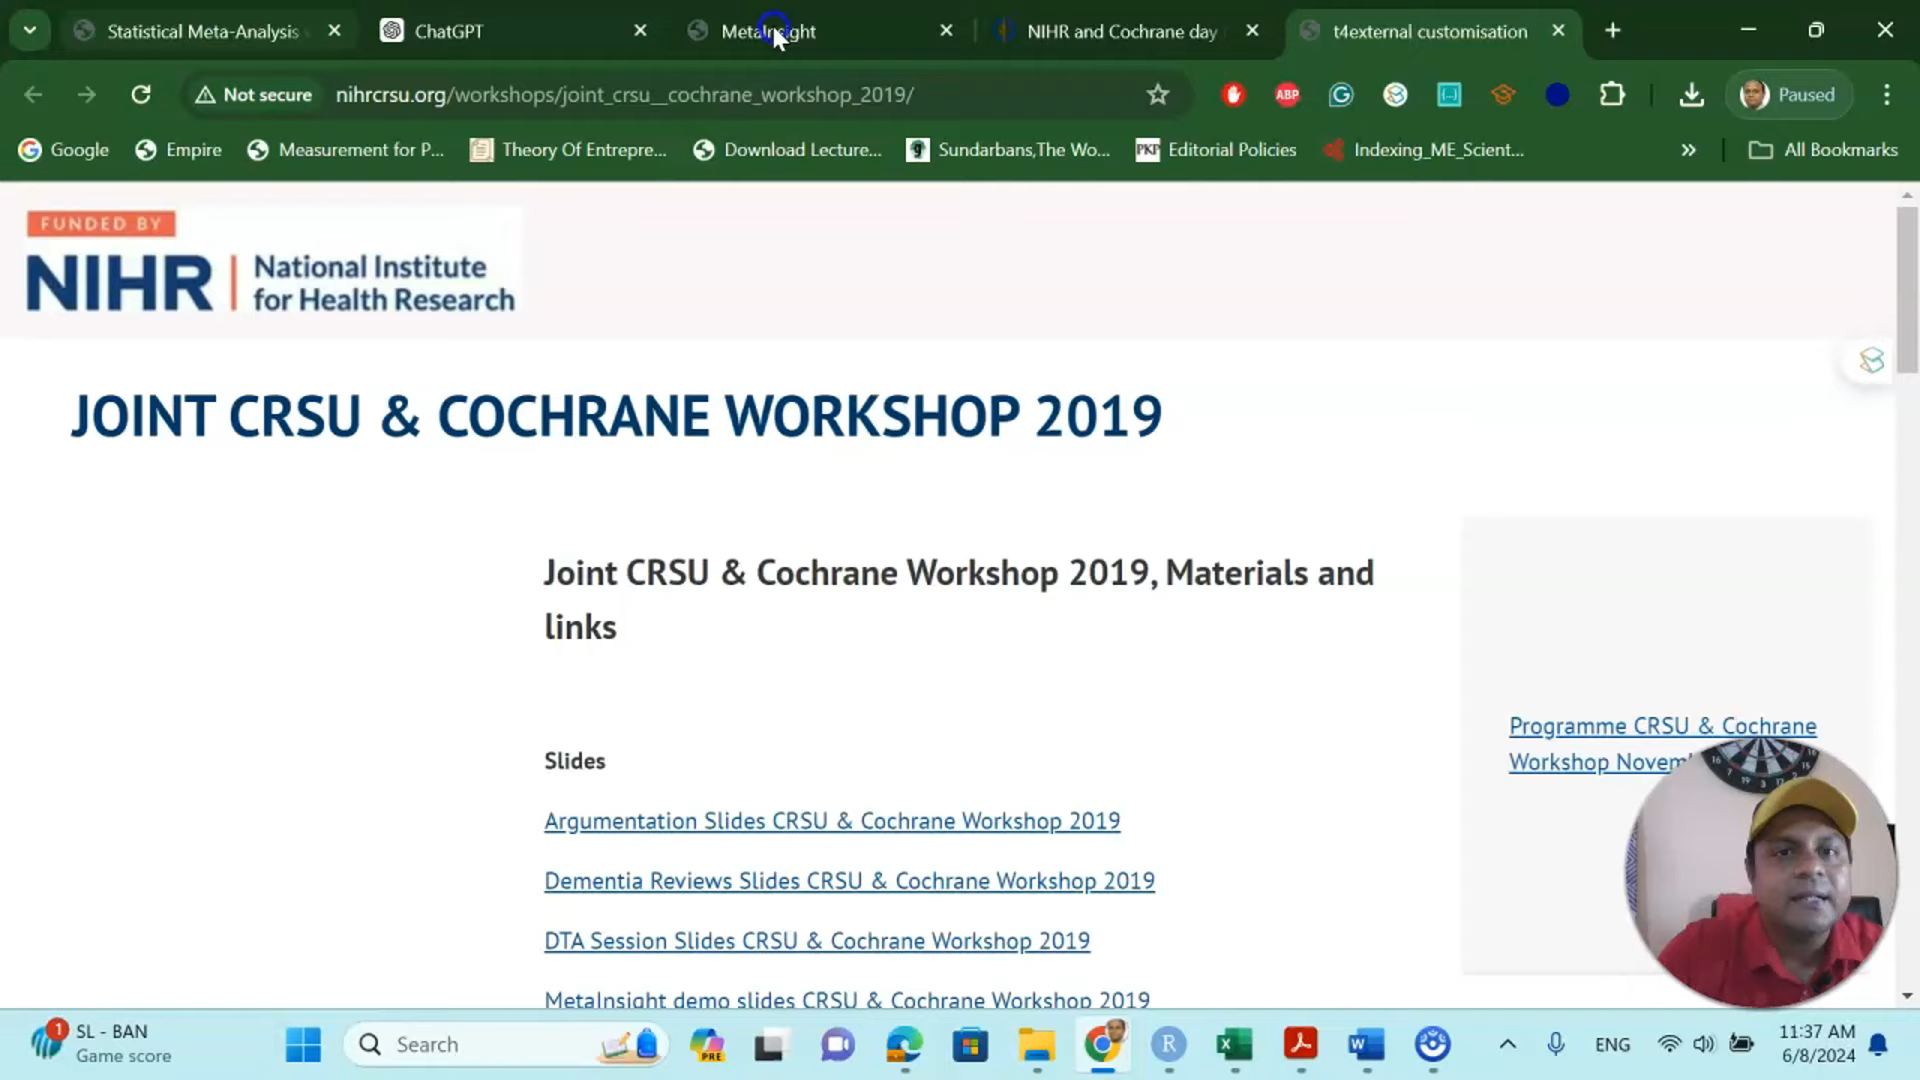 Statistical Meta-Analysis
ChatGPT
MetaInsight
NIHR and Cochrane day
t4external customisation
Not secure
nihrcrsu.org/workshops/joint_crsu__cochrane_workshop_2019/
ABP
Paused
Google
Empire
Measurement for P...
Theory Of Entrepre...
Download Lecture...
Sundarbans,The Wo...
PKP
Editorial Policies
Indexing_ME_Scient...
All Bookmarks
FUNDED BY
NIHR | National Institute
for Health Research
JOINT CRSU & COCHRANE WORKSHOP 2019
Joint CRSU & Cochrane Workshop 2019, Materials and
links
Slides
Argumentation Slides CRSU & Cochrane Workshop 2019
Dementia Reviews Slides CRSU & Cochrane Workshop 2019
DTA Session Slides CRSU & Cochrane Workshop 2019
MetaInsight demo slides CRSU & Cochrane Workshop 2019
Programme CRSU & Cochrane
Workshop
1
SL - BAN
Game score
Search
PRE
ENG
11:37 AM
6/8/2024